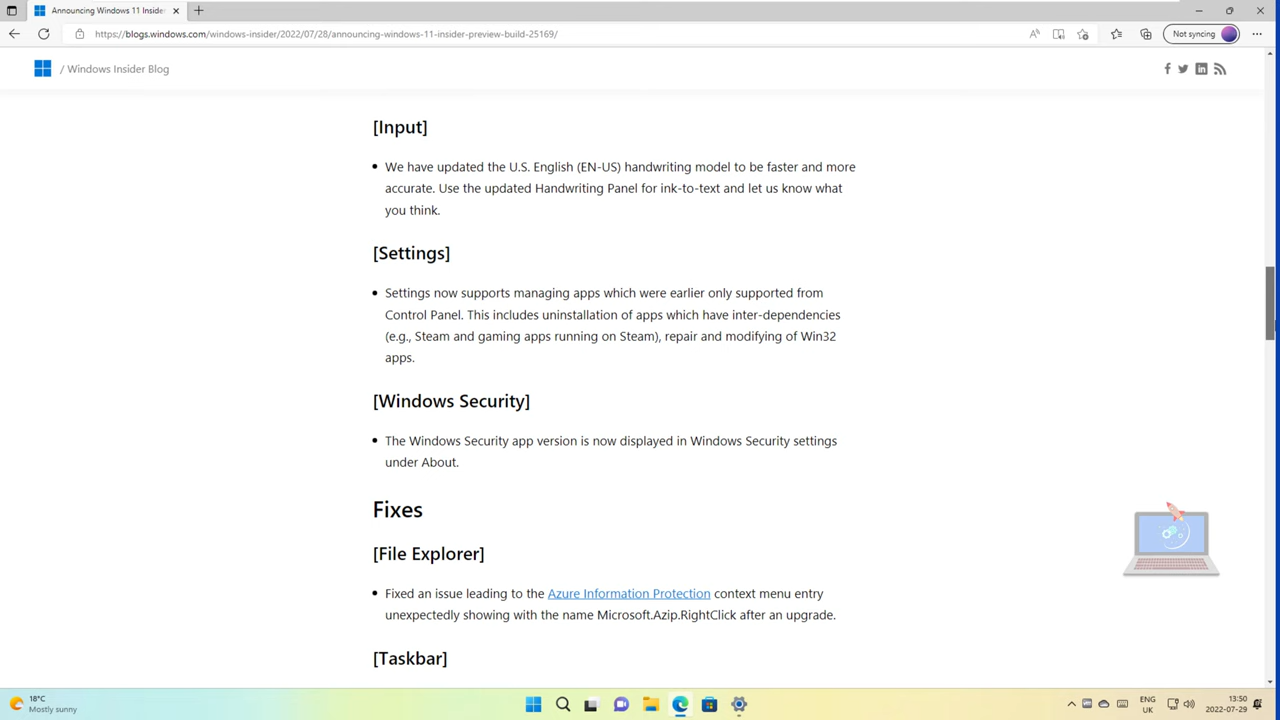 Announcing Windows 11 Insider
https://blogs.windows.com/windows-insider/2022/07/28/announcing-windows-11-insider-preview-build-25169/
Not syncing
/ Windows Insider Blog
[Input]
• We have updated the U.S. English (EN-US) handwriting model to be faster and more
accurate. Use the updated Handwriting Panel for ink-to-text and let us know what
you think.
[Settings]
• Settings now supports managing apps which were earlier only supported from
Control Panel. This includes uninstallation of apps which have inter-dependencies
(e.g., Steam and gaming apps running on Steam), repair and modifying of Win32
apps.
[Windows Security]
• The Windows Security app version is now displayed in Windows Security settings
under About.
Fixes
[File Explorer]
• Fixed an issue leading to the Azure Information Protection context menu entry
unexpectedly showing with the name Microsoft.Azip.RightClick after an upgrade.
[Taskbar]
18°C
Mostly sunny
ENG
UK
13:50
2022-07-29